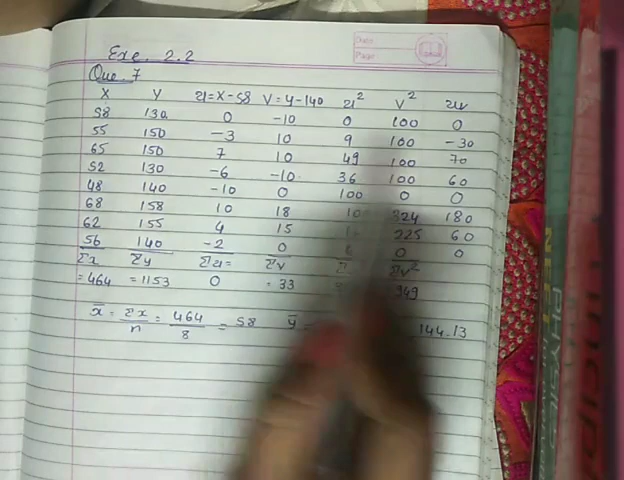 Exe. 2.2
Que. 7
X Y u=X-58 V=Y-140 u² V² uv
58 130 0 -10 0 100 0
55 150 -3 10 9 100 -30
65 150 7 10 49 100 70
52 130 -6 -10 36 100 60
48 140 -10 0 100 0 0
68 158 10 18 10 324 180
62 155 4 15 225 60
56 140 -2 0 0 0
Σx Σy Σu= Σv Σ Σv²
=464 =1153 0 =33 949
x̄ = Σx/n = 464/8 = 58 ȳ = 144.13